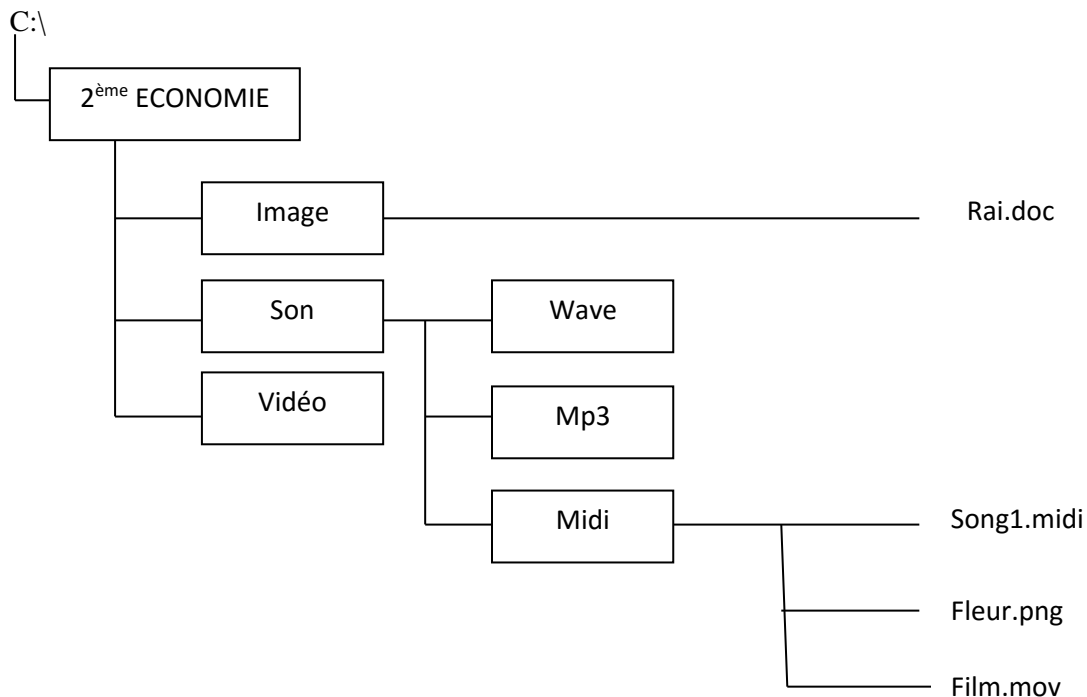 C:\
2ème ECONOMIE
Image
Rai.doc
Son
Wave
Vidéo
Mp3
Midi
Song1.midi
Fleur.png
Film.mov